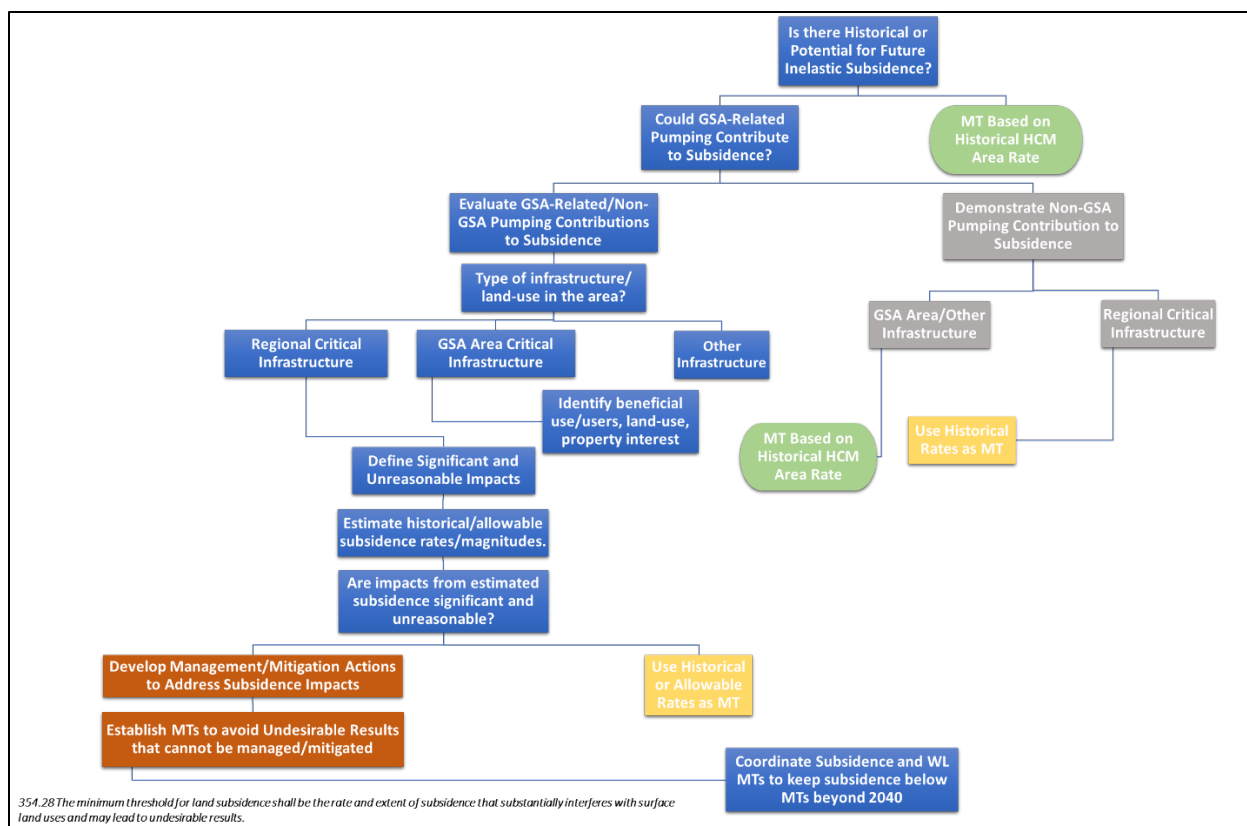 Is there Historical or
Potential for Future
Inelastic Subsidence?
Could GSA-Related
Pumping Contribute
to Subsidence?
MT Based on
Historical HCM
Area Rate
Evaluate GSA-Related/Non-
GSA Pumping Contributions
to Subsidence
Demonstrate Non-GSA
Pumping Contribution to
Subsidence
Type of infrastructure/
land-use in the area?
Regional Critical
Infrastructure
GSA Area Critical
Infrastructure
Other
Infrastructure
GSA Area/Other
Infrastructure
Regional Critical
Infrastructure
Identify beneficial
use/users, land-use,
property interest
MT Based on
Historical HCM
Area Rate
Use Historical
Rates as MT
Define Significant and
Unreasonable Impacts
Estimate historical/allowable
subsidence rates/magnitudes.
Are impacts from estimated
subsidence significant and
unreasonable?
Develop Management/Mitigation Actions
to Address Subsidence Impacts
Use Historical
or Allowable
Rates as MT
Establish MTs to avoid Undesirable Results
that cannot be managed/mitigated
Coordinate Subsidence and WL
MTs to keep subsidence below
MTs beyond 2040
354.28 The minimum threshold for land subsidence shall be the rate and extent of subsidence that substantially interferes with surface
land uses and may lead to undesirable results.